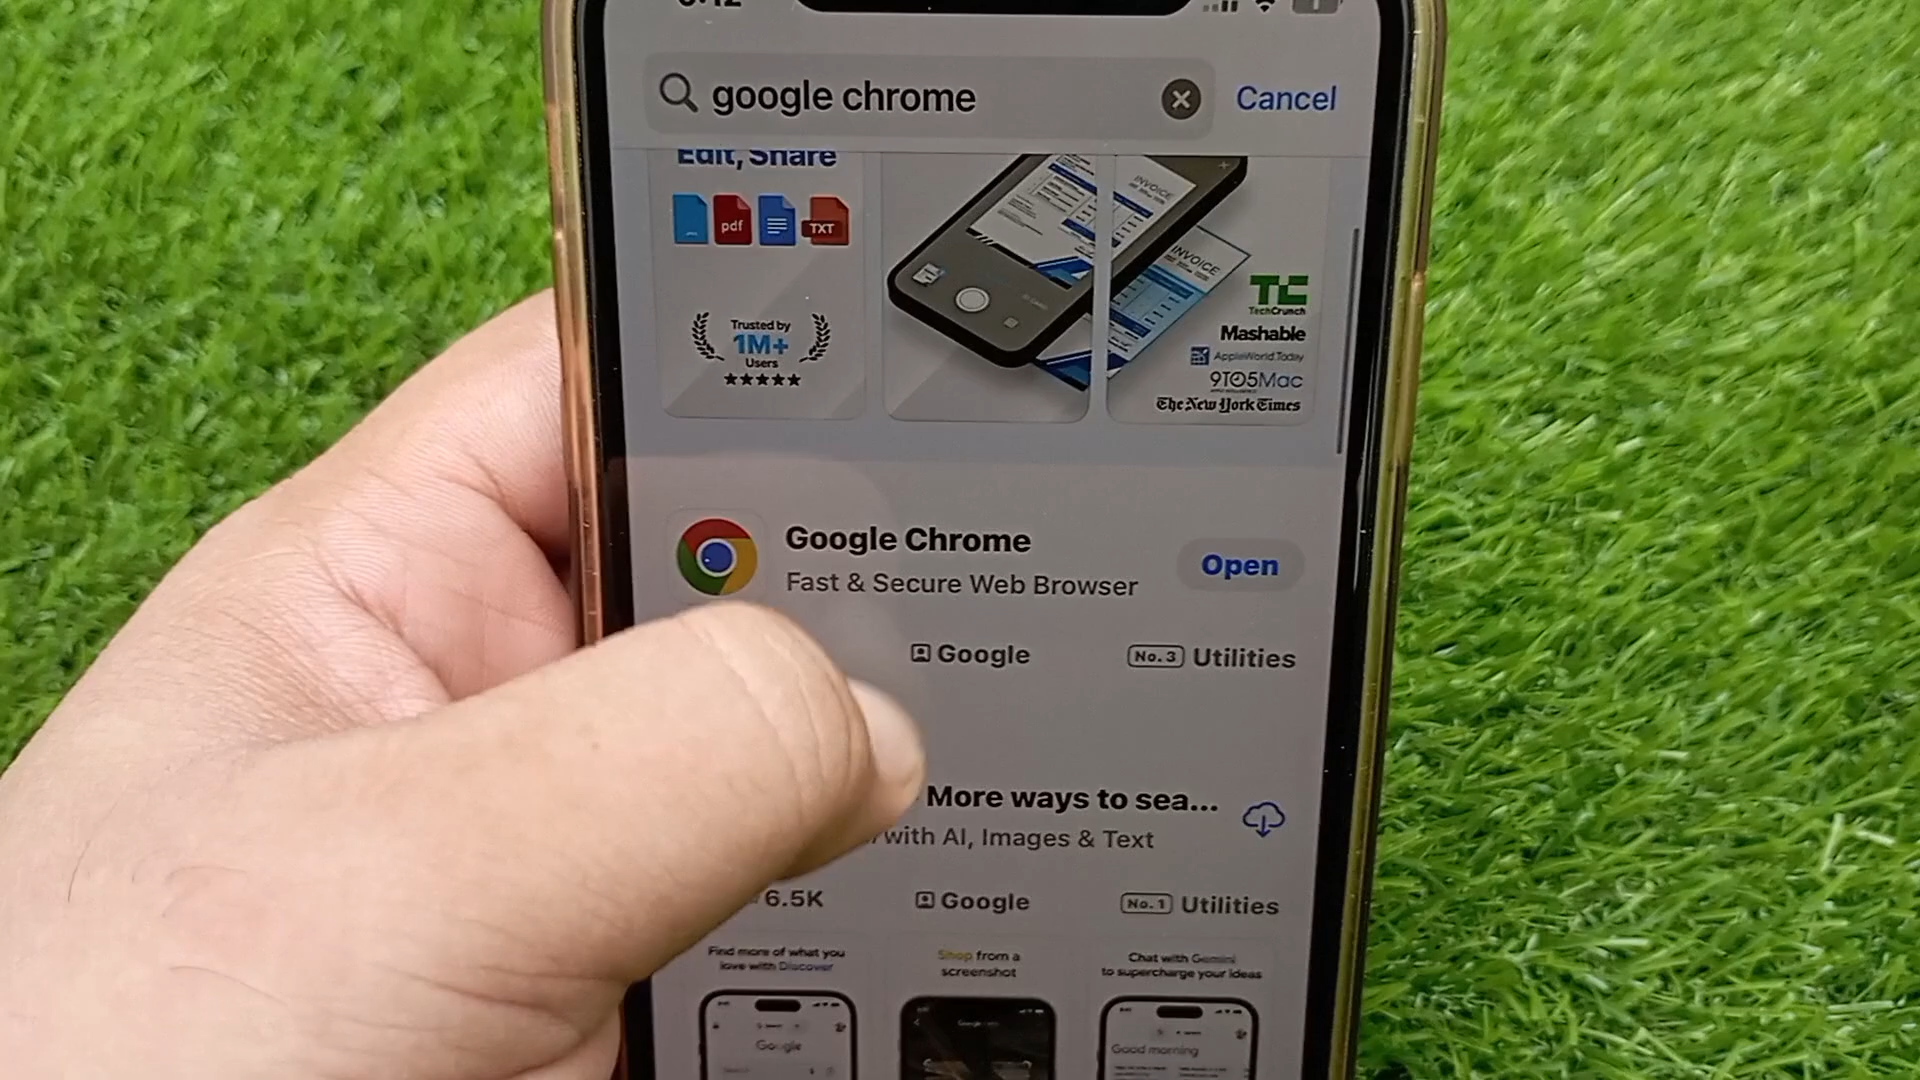 google chrome
Cancel
Edit, Share
pdf
TXT
INVOICE
INVOICE
Trusted by
1M+
Users
TC
TechCrunch
Mashable
AppleWorld.Today
9TO5Mac
The New York Times
Google Chrome
Fast & Secure Web Browser
Open
Google
No. 3 Utilities
More ways to sea...
with AI, Images & Text
6.5K
Google
No. 1 Utilities
Find more of what you
love with Discover
Shop from a
screenshot
Chat with Gemini
to supercharge your ideas
Google
Good morning